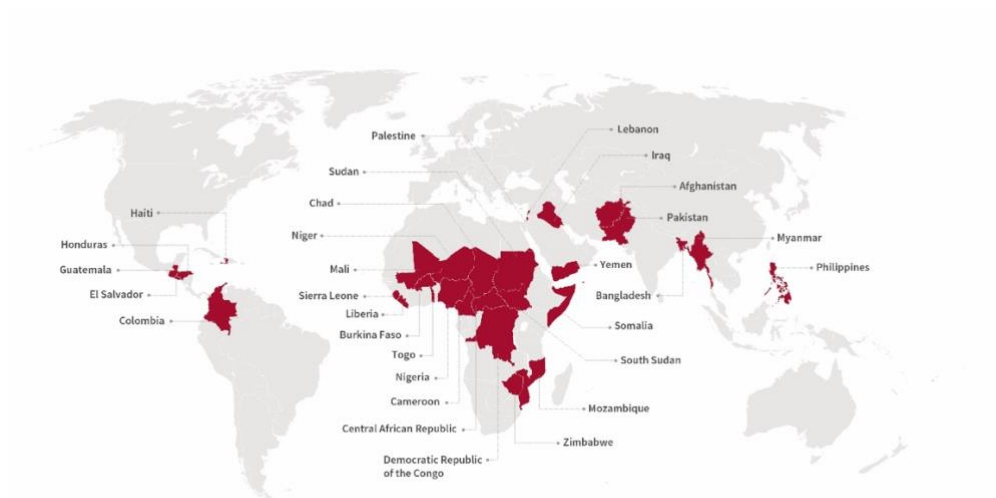 Palestine
Lebanon
Iraq
Sudan
Afghanistan
Chad
Haiti
Pakistan
Niger
Myanmar
Honduras
Yemen
Guatemala
Mali
Philippines
El Salvador
Sierra Leone
Bangladesh
Liberia
Colombia
Somalia
Burkina Faso
Togo
South Sudan
Nigeria
Cameroon
Mozambique
Central African Republic
Zimbabwe
Democratic Republic
of the Congo